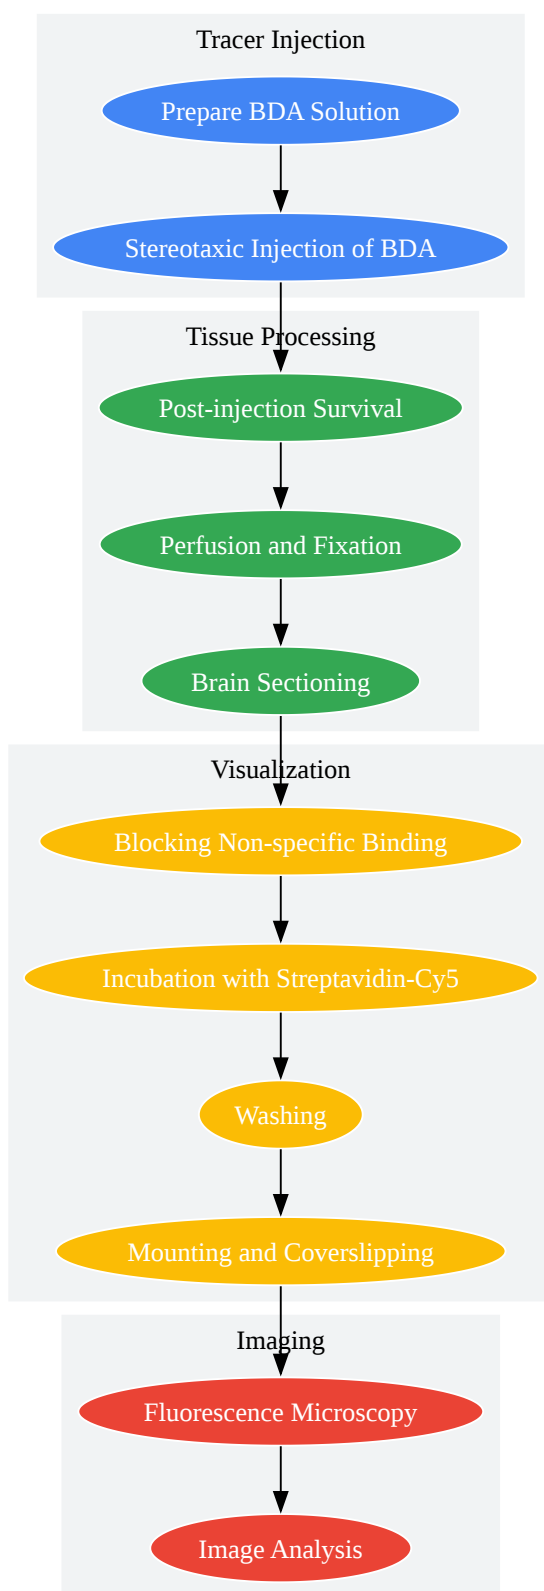 Tracer Injection
Prepare BDA Solution
Stereotaxic Injection of BDA
Tissue Processing
Post-injection Survival
Perfusion and Fixation
Brain Sectioning
Visualization
Blocking Non-specific Binding
Incubation with Streptavidin-Cy5
Washing
Mounting and Coverslipping
Imaging
Fluorescence Microscopy
Image Analysis